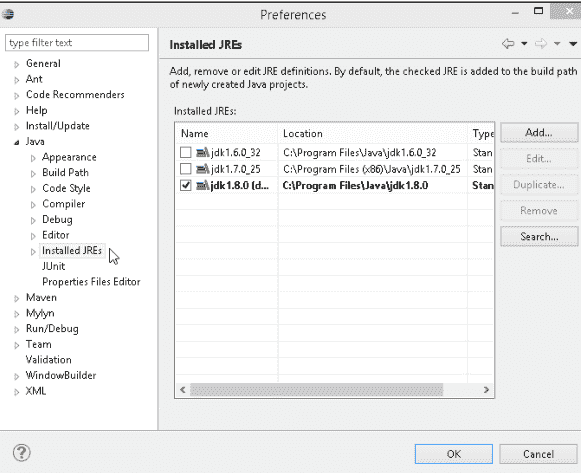 Preferences
type filter text
Installed JREs
General
Ant
Code Recommenders
Help
Install/Update
Java
Appearance
Build Path
Code Style
Compiler
Debug
Editor
Installed JREs
JUnit
Properties Files Editor
Maven
Mylyn
Run/Debug
Team
Validation
WindowBuilder
XML
Add, remove or edit JRE definitions. By default, the checked JRE is added to the build path
of newly created Java projects.
Installed JREs:
Name Location Type
jdk1.6.0_32 C:\Program Files\Java\jdk1.6.0_32 Stan
jdk1.7.0_25 C:\Program Files (x86)\Java\jdk1.7.0_25 Stan
jdk1.8.0 (d... C:\Program Files\Java\jdk1.8.0 Stan
Add...
Edit...
Duplicate...
Remove
Search...
?
OK Cancel